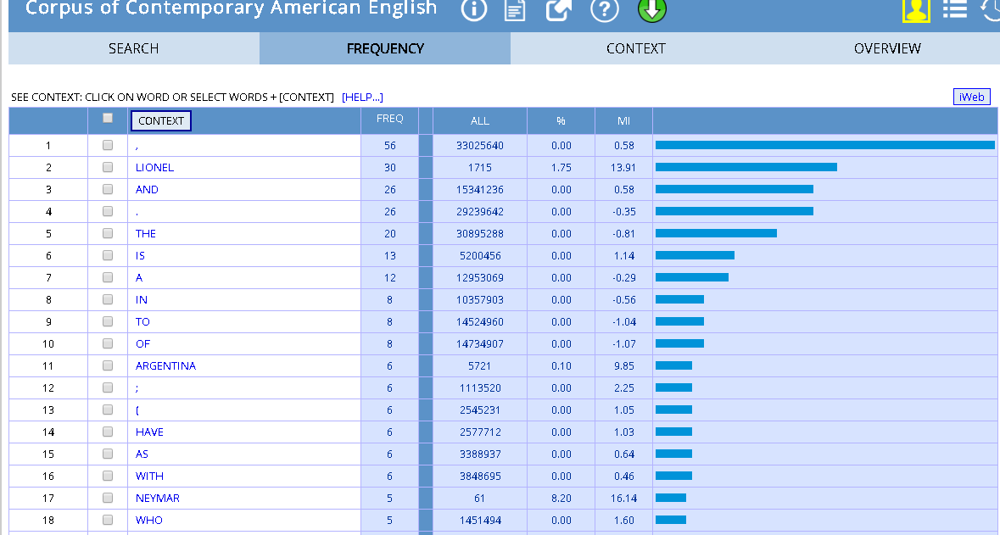 Corpus of Contemporary American English
SEARCH FREQUENCY CONTEXT OVERVIEW
SEE CONTEXT: CLICK ON WORD OR SELECT WORDS + [CONTEXT] [HELP...] iWeb
CONTEXT FREQ ALL % MI
1 , 56 33025640 0.00 0.58
2 LIONEL 30 1715 1.75 13.91
3 AND 26 15341236 0.00 0.58
4 . 26 29239642 0.00 -0.35
5 THE 20 30895288 0.00 -0.81
6 IS 13 5200456 0.00 1.14
7 A 12 12953069 0.00 -0.29
8 IN 8 10357903 0.00 -0.56
9 TO 8 14524960 0.00 -1.04
10 OF 8 14734907 0.00 -1.07
11 ARGENTINA 6 5721 0.10 9.85
12 ; 6 1113520 0.00 2.25
13 ( 6 2545231 0.00 1.05
14 HAVE 6 2577712 0.00 1.03
15 AS 6 3388937 0.00 0.64
16 WITH 6 3848695 0.00 0.46
17 NEYMAR 5 61 8.20 16.14
18 WHO 5 1451494 0.00 1.60